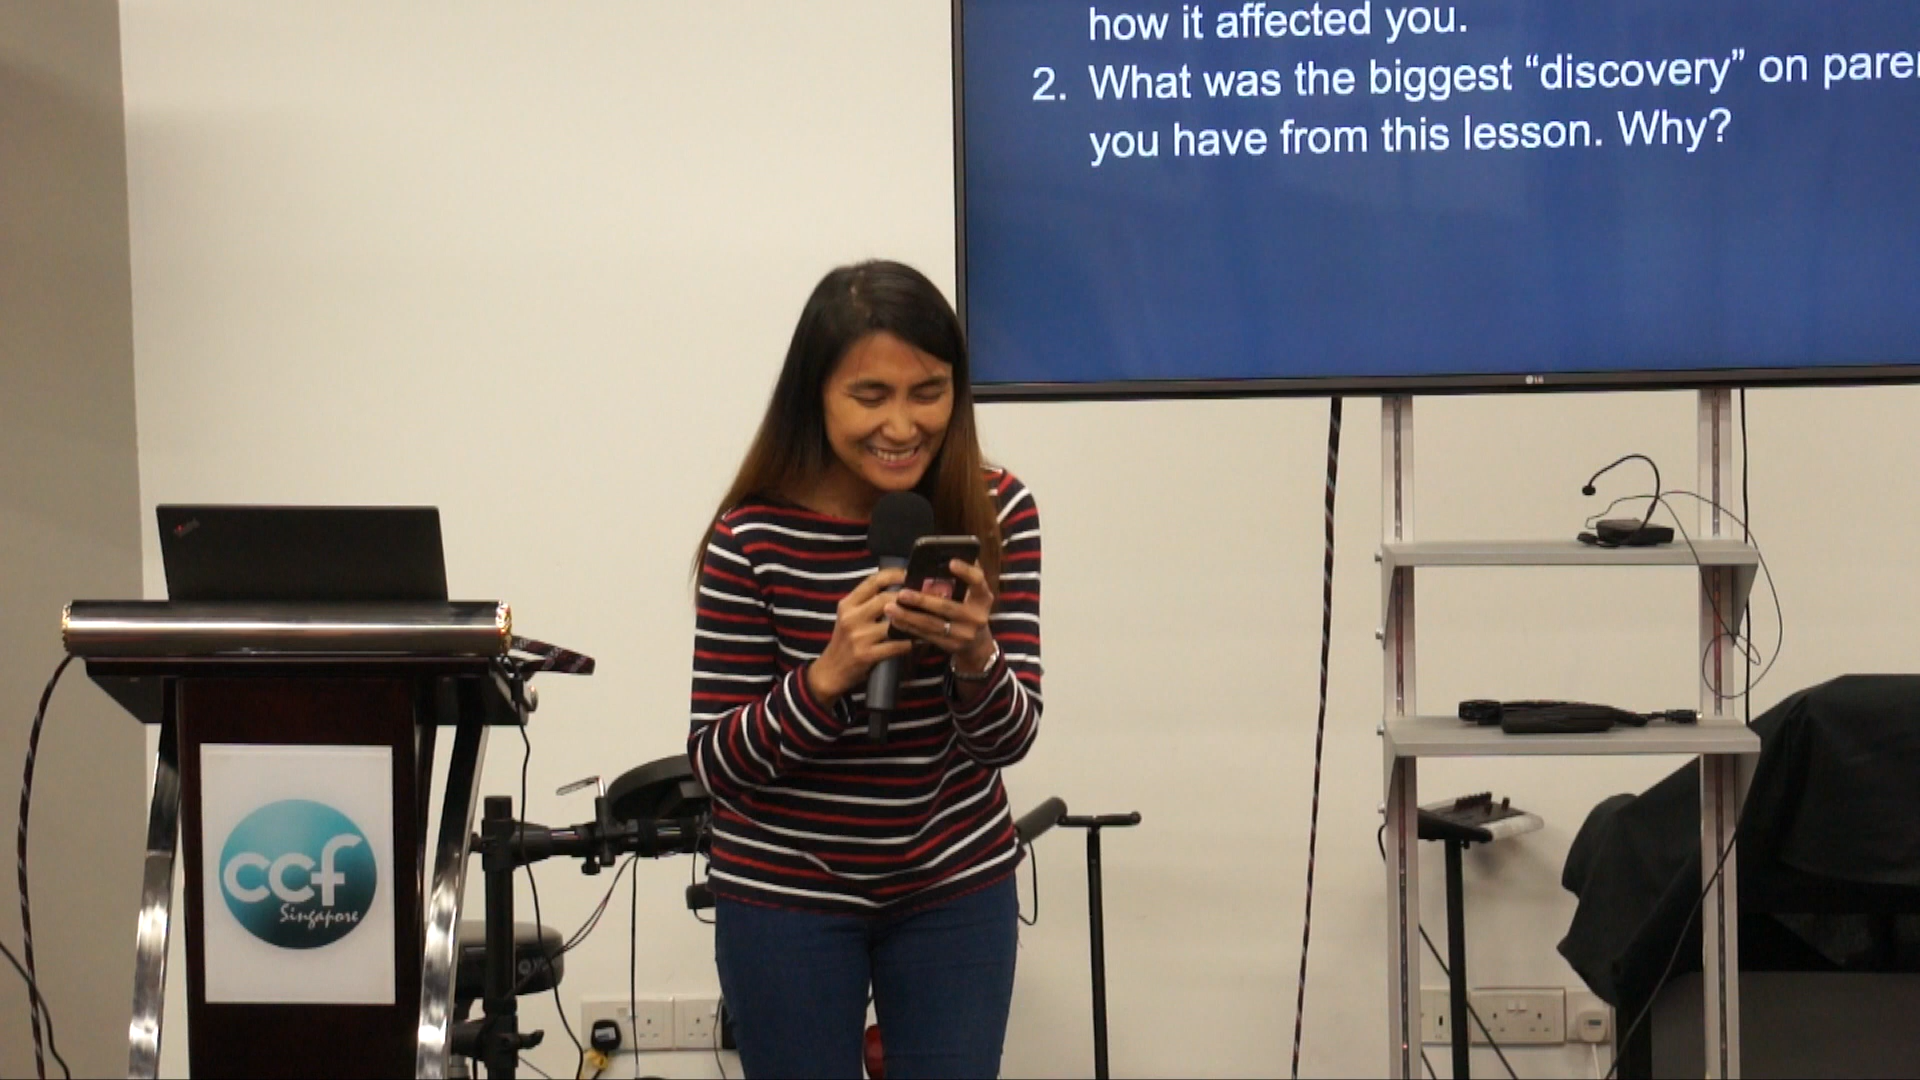 how it affected you.
2. What was the biggest “discovery” on paren
you have from this lesson. Why?
LG
ccf
Singapore